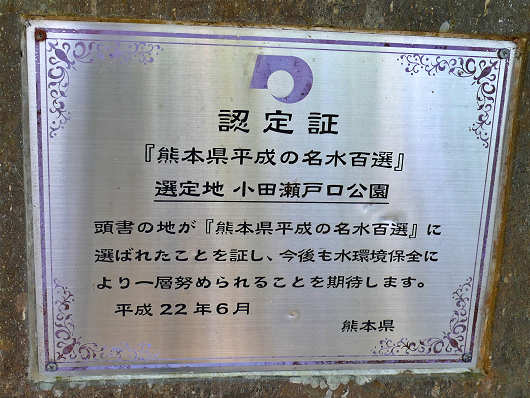 認定証
『熊本県平成の名水百選』
選定地 小田瀬戸口公園
頭書の地が『熊本県平成の名水百選』に
選ばれたことを証し、今後も水環境保全に
より一層努められることを期待します。
平成22年6月
熊本県